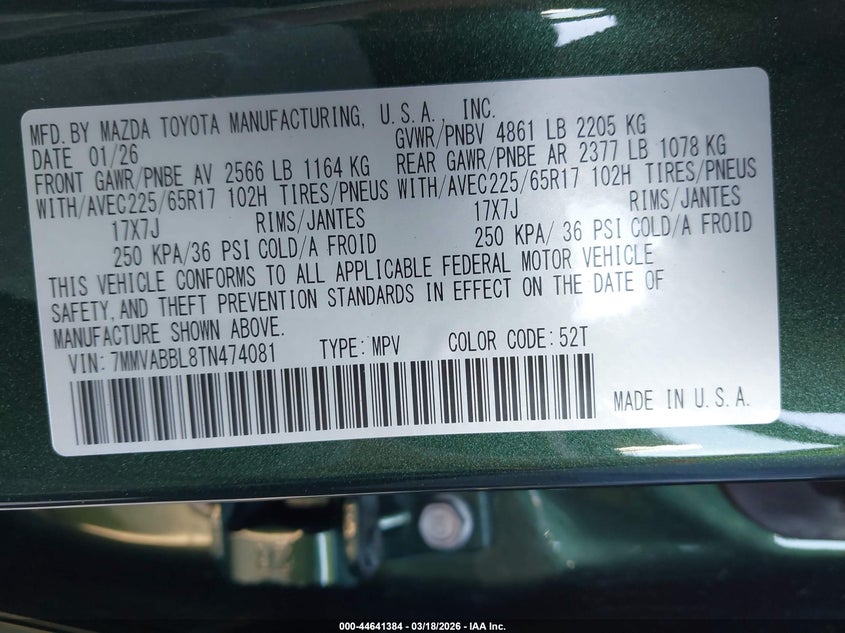 MFD. BY MAZDA TOYOTA MANUFACTURING, U.S.A., INC.
DATE 01/26 GVWR/PNBV 4861 LB 2205 KG
FRONT GAWR/PNBE AV 2566 LB 1164 KG REAR GAWR/PNBE AR 2377 LB 1078 KG
WITH/AVEC225/65R17 102H TIRES/PNEUS WITH/AVEC225/65R17 102H TIRES/PNEUS
17X7J RIMS/JANTES 17X7J RIMS/JANTES
250 KPA/36 PSI COLD/A FROID 250 KPA/ 36 PSI COLD/A FROID
THIS VEHICLE CONFORMS TO ALL APPLICABLE FEDERAL MOTOR VEHICLE
SAFETY, AND THEFT PREVENTION STANDARDS IN EFFECT ON THE DATE OF
MANUFACTURE SHOWN ABOVE.
VIN: 7MMVABBL8TN474081 TYPE: MPV COLOR CODE: 52T
MADE IN U.S.A.
000-44641384 - 03/18/2026 - IAA Inc.